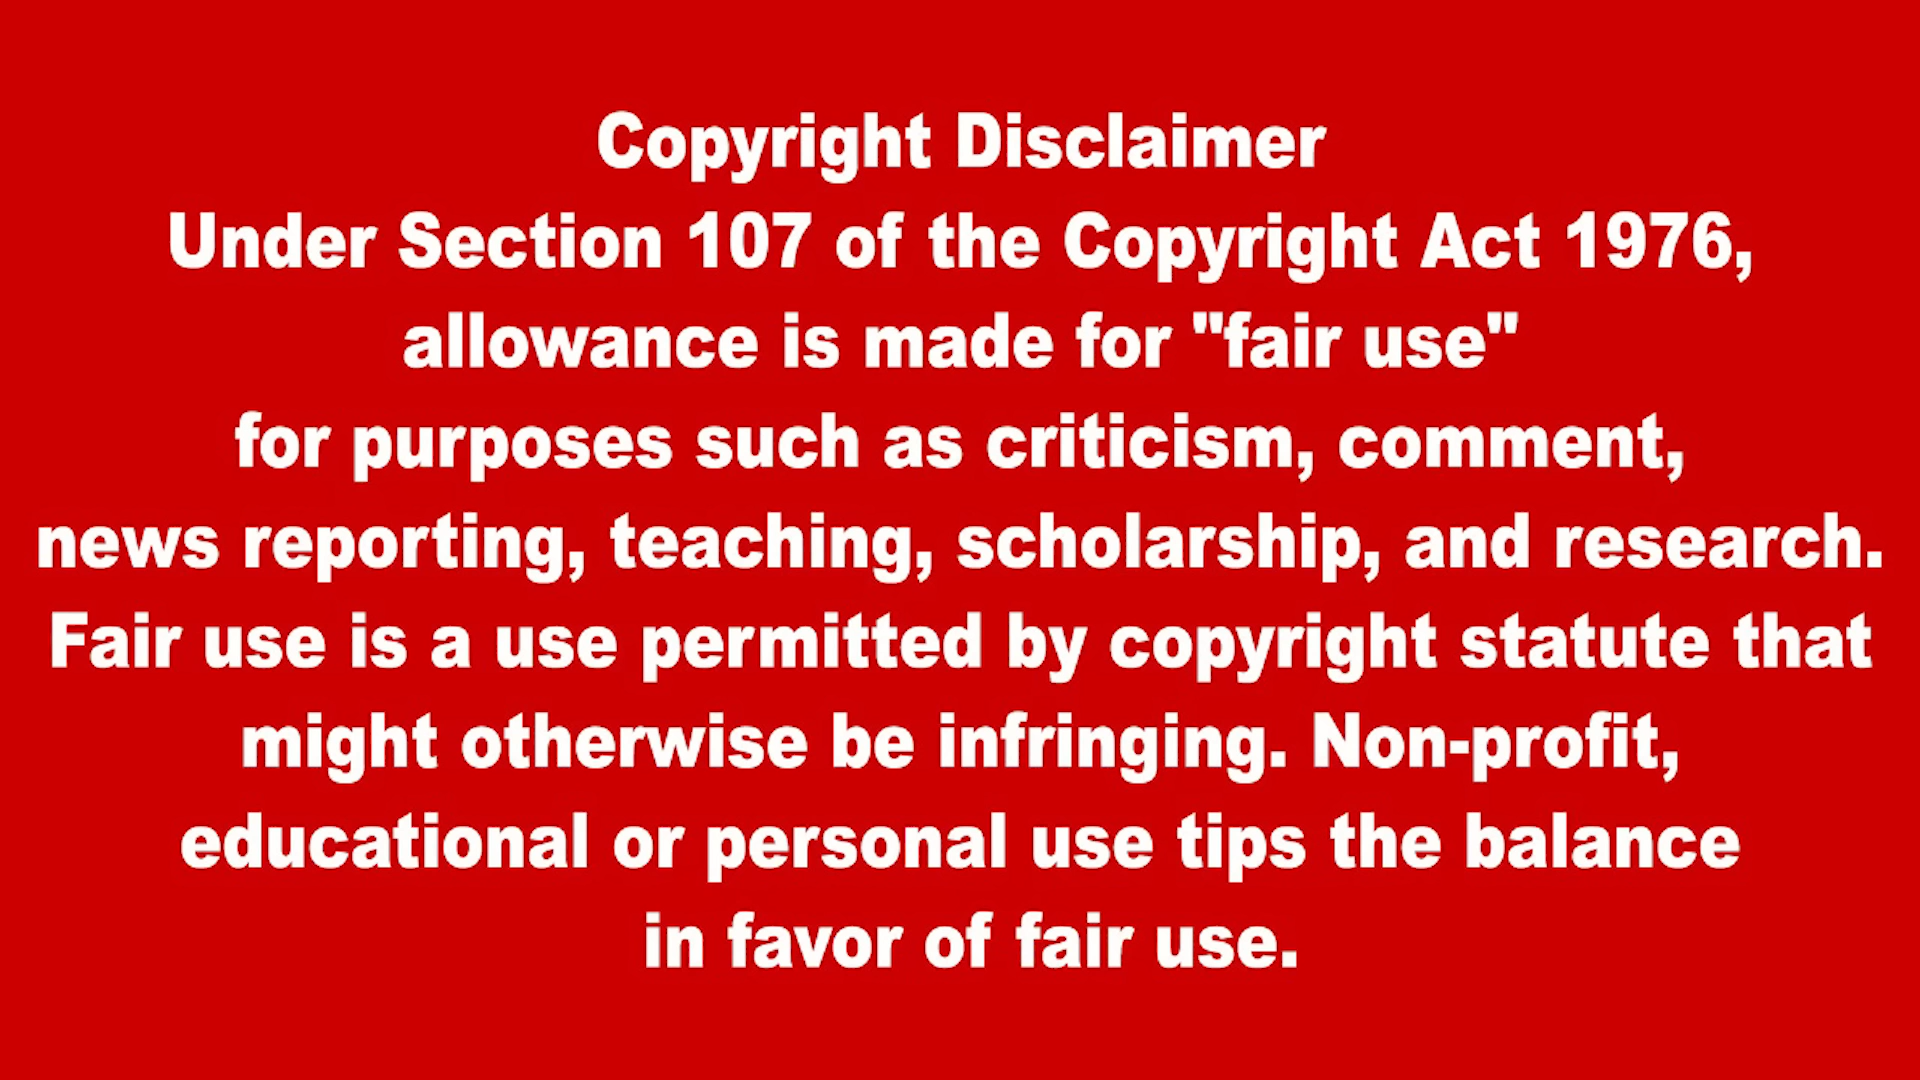 Copyright Disclaimer
Under Section 107 of the Copyright Act 1976,
allowance is made for "fair use"
for purposes such as criticism, comment,
news reporting, teaching, scholarship, and research.
Fair use is a use permitted by copyright statute that
might otherwise be infringing. Non-profit,
educational or personal use tips the balance
in favor of fair use.